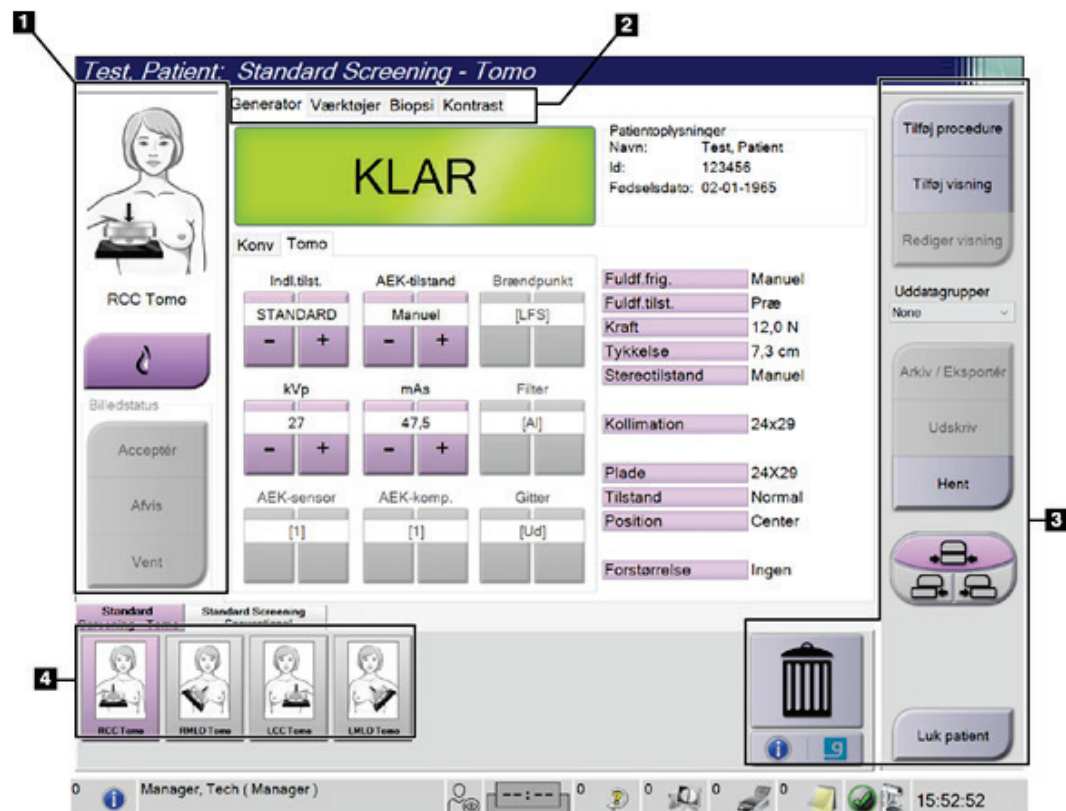 1
2
Test, Patient: Standard Screening - Tomo
Generator Værktøjer Biopsi Kontrast
KLAR
Patientoplysninger
Navn: Test, Patient
Id: 123456
Fødselsdato: 02-01-1965
RCC Tomo
Billedstatus
Acceptér
Afvis
Vent
Konv Tomo
Indl.tilst. AEK-tilstand Brændpunkt
STANDARD Manuel [LFS]
- + - +
kVp mAs Filter
27 47,5 [Al]
- + - +
AEK-sensor AEK-komp. Gitter
[1] [1] [Ud]
Fuldf.frig. Manuel
Fuldf.tilst. Præ
Kraft 12,0 N
Tykkelse 7,3 cm
Stereotilstand Manuel
Kollimation 24x29
Plade 24X29
Tilstand Normal
Position Center
Forstørrelse Ingen
Tilføj procedure
Tilføj visning
Rediger visning
Uddatagrupper
None
Arkiv / Eksportér
Udskriv
Hent
3
Luk patient
Standard
Screening - Tomo
Standard Screening
Conventional
4
RCC Tomo RMLO Tomo LCC Tomo LMLO Tomo
0 Manager, Tech ( Manager ) --:-- 0 0 0 0 15:52:52